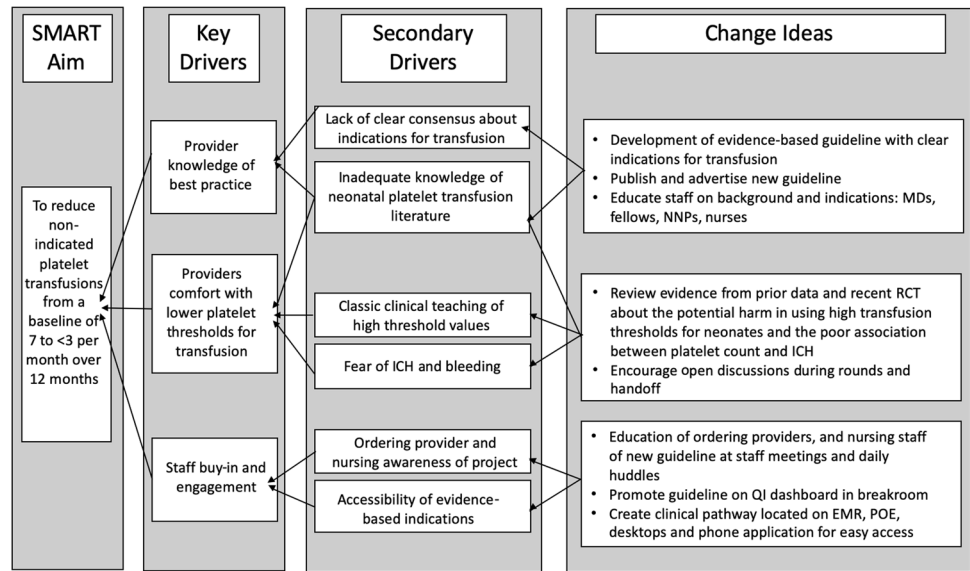 SMART
Aim
Key
Drivers
Secondary
Drivers
Change Ideas
To reduce
non-
indicated
platelet
transfusions
from a
baseline of
7 to <3 per
month over
12 months
Provider
knowledge of
best practice
Providers
comfort with
lower platelet
thresholds for
transfusion
Staff buy-in and
engagement
Lack of clear consensus about
indications for transfusion
Inadequate knowledge of
neonatal platelet transfusion
literature
Classic clinical teaching of
high threshold values
Fear of ICH and bleeding
Ordering provider and
nursing awareness of project
Accessibility of evidence-
based indications
• Development of evidence-based guideline with clear
indications for transfusion
• Publish and advertise new guideline
• Educate staff on background and indications: MDs,
fellows, NNPs, nurses
• Review evidence from prior data and recent RCT
about the potential harm in using high transfusion
thresholds for neonates and the poor association
between platelet count and ICH
• Encourage open discussions during rounds and
handoff
• Education of ordering providers, and nursing staff
of new guideline at staff meetings and daily
huddles
• Promote guideline on QI dashboard in breakroom
• Create clinical pathway located on EMR, POE,
desktops and phone application for easy access